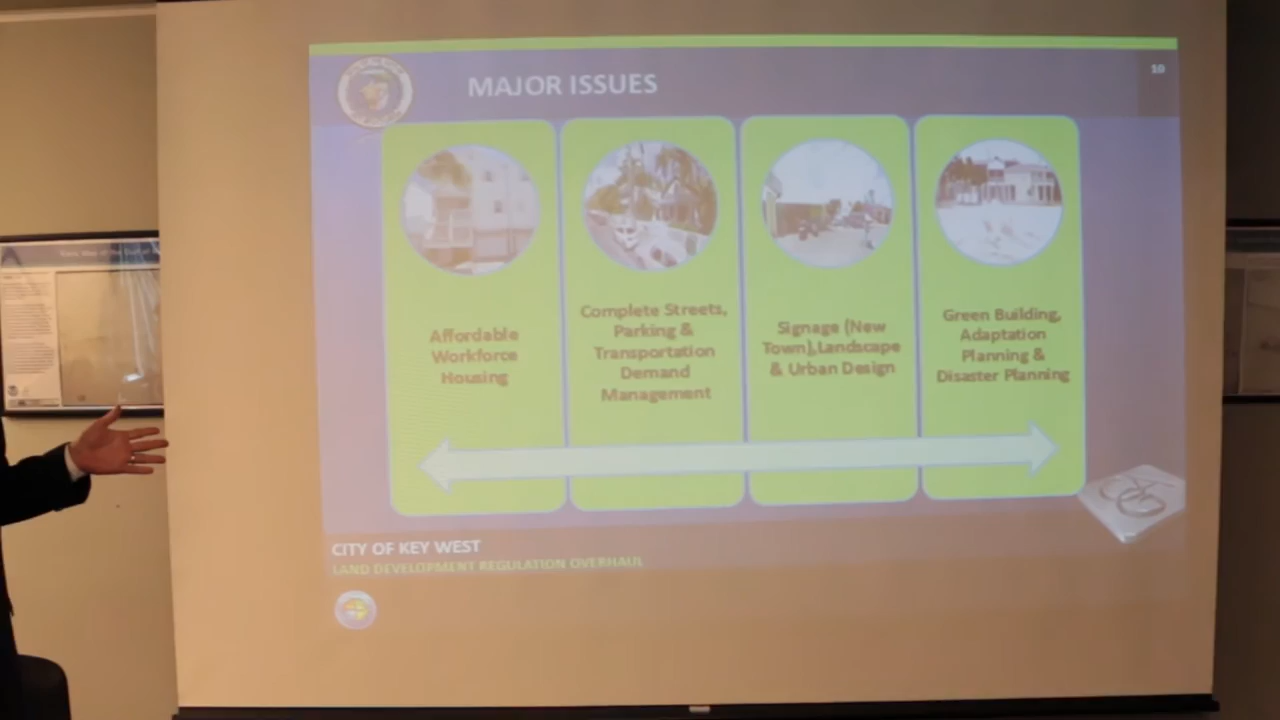 MAJOR ISSUES
10
Affordable
Workforce
Housing
Complete Streets,
Parking &
Transportation
Demand
Management
Signage (New
Town),Landscape
& Urban Design
Green Building,
Adaptation
Planning &
Disaster Planning
CITY OF KEY WEST
LAND DEVELOPMENT REGULATION OVERHAUL